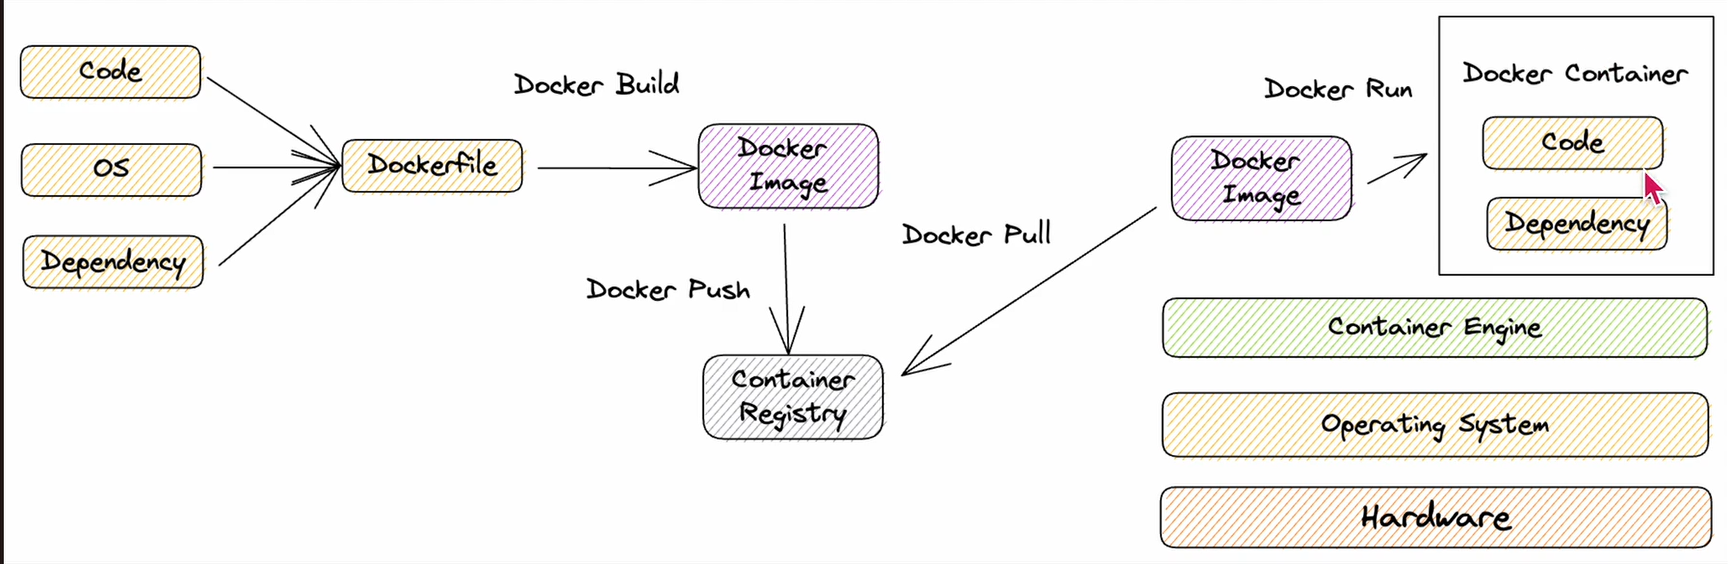 Code
OS
Dependency
Dockerfile
Docker Build
Docker
Image
Docker Push
Container
Registry
Docker Pull
Docker
Image
Docker Run
Docker Container
Code
Dependency
Container Engine
Operating System
Hardware